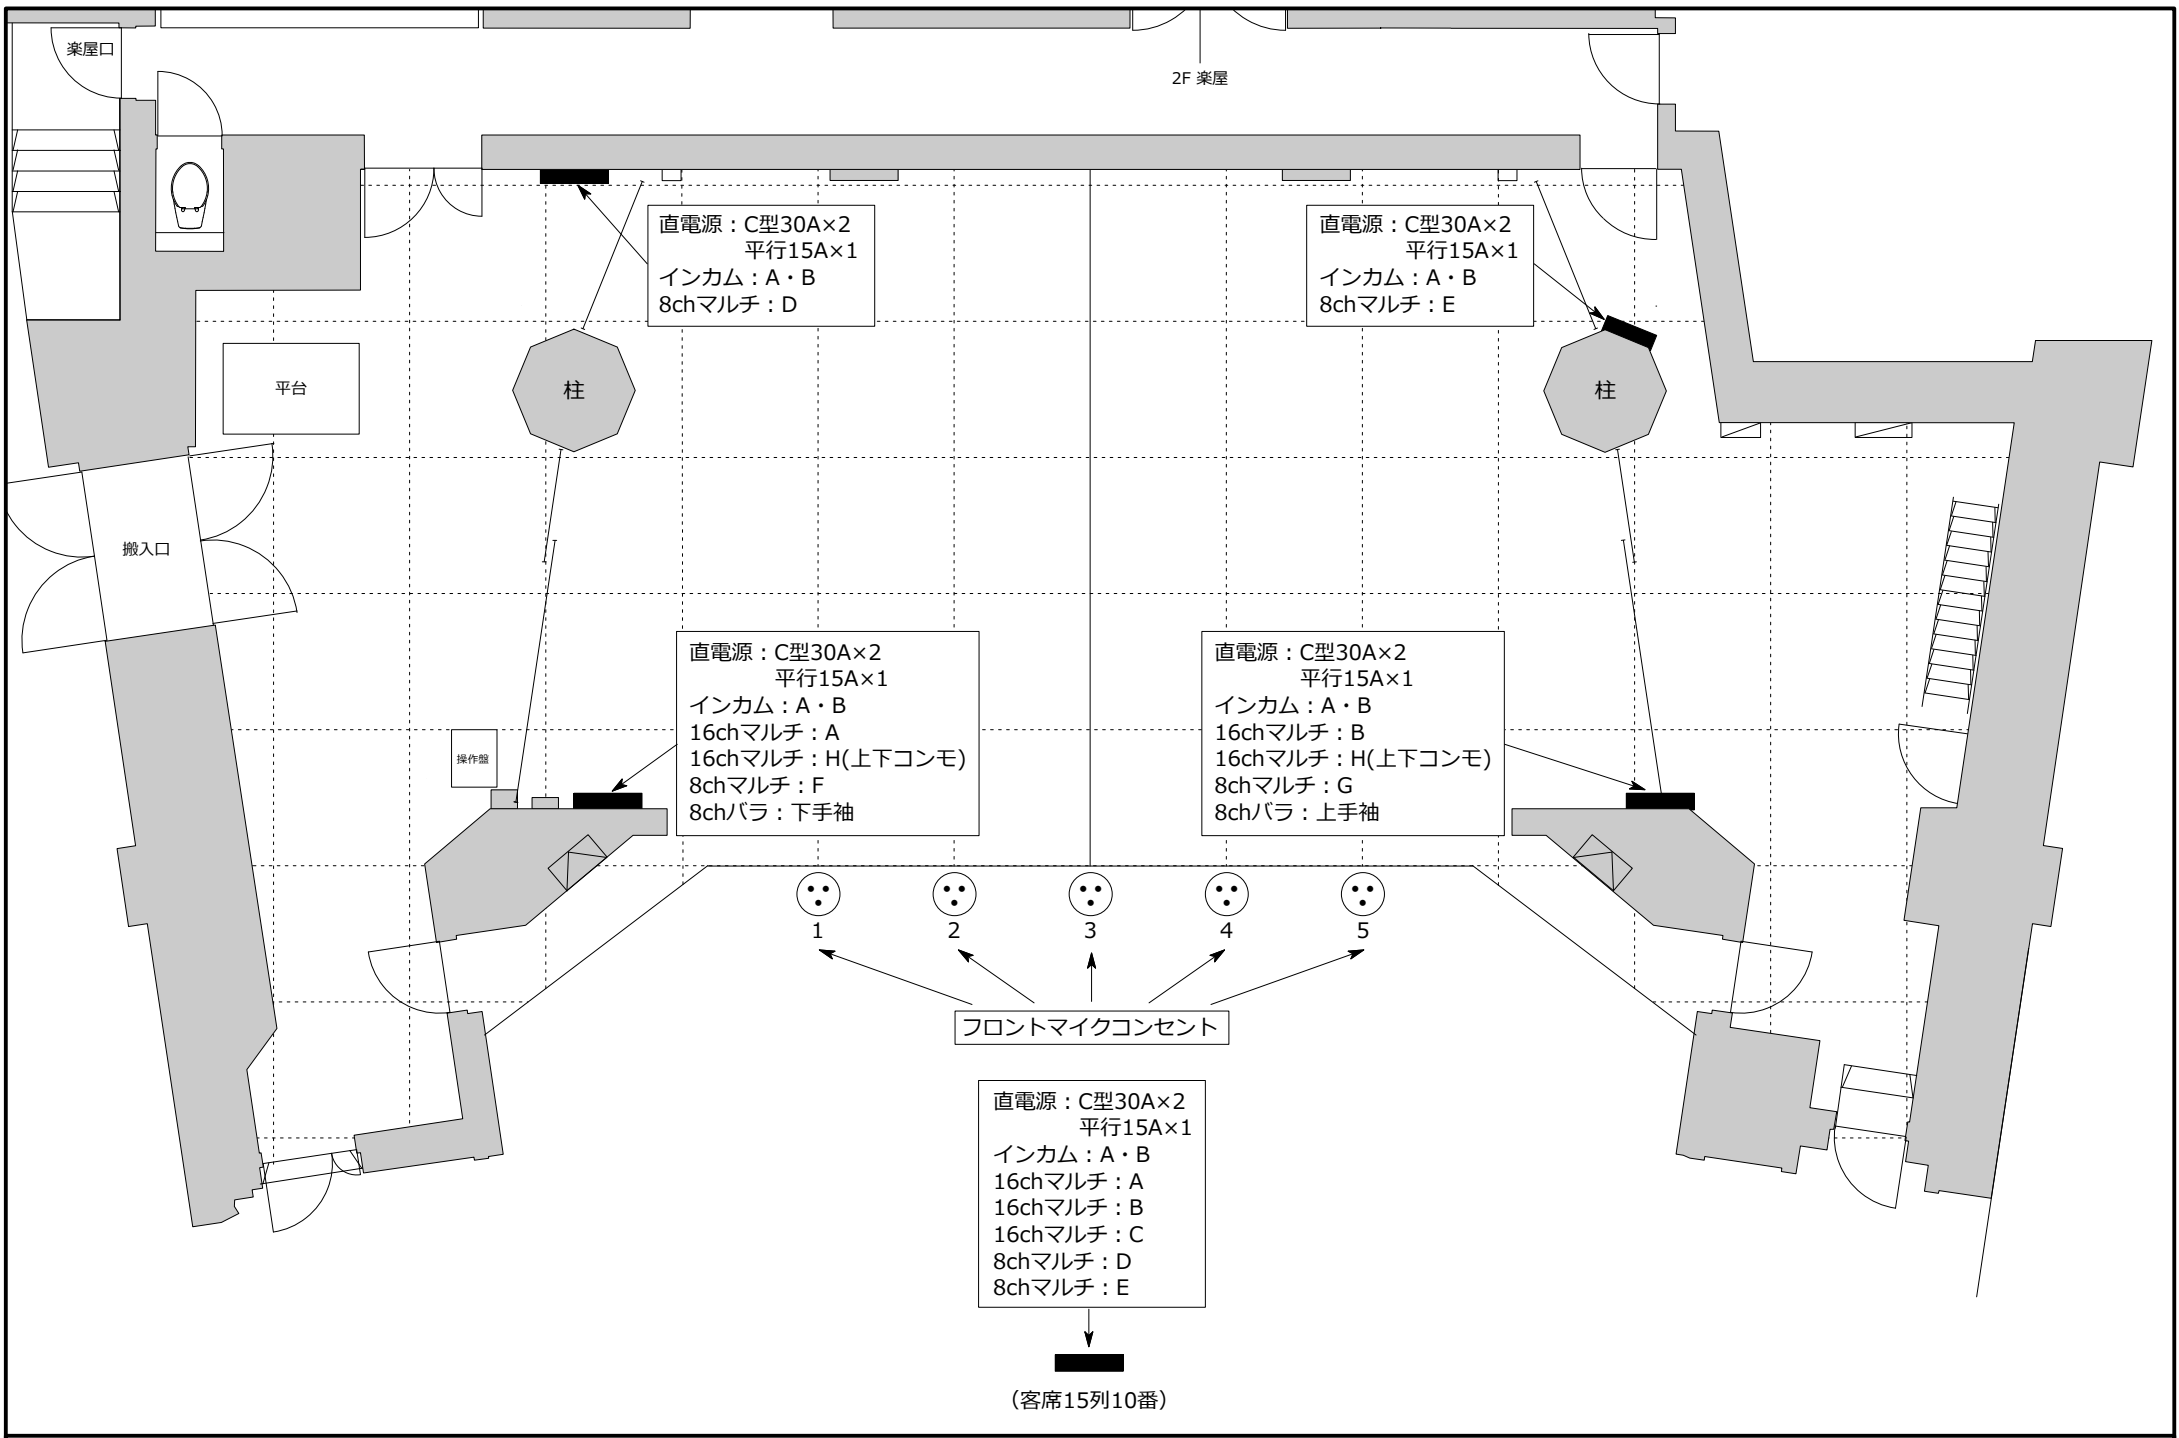 楽屋口
2F 楽屋
直電源：C型30A×2
平行15A×1
インカム：A・B
8chマルチ：D
直電源：C型30A×2
平行15A×1
インカム：A・B
8chマルチ：E
平台
柱
柱
搬入口
直電源：C型30A×2
平行15A×1
インカム：A・B
16chマルチ：A
16chマルチ：H(上下コンモ)
8chマルチ：F
8chバラ：下手袖
直電源：C型30A×2
平行15A×1
インカム：A・B
16chマルチ：B
16chマルチ：H(上下コンモ)
8chマルチ：G
8chバラ：上手袖
操作盤
1
2
3
4
5
フロントマイクコンセント
直電源：C型30A×2
平行15A×1
インカム：A・B
16chマルチ：A
16chマルチ：B
16chマルチ：C
8chマルチ：D
8chマルチ：E
（客席15列10番）